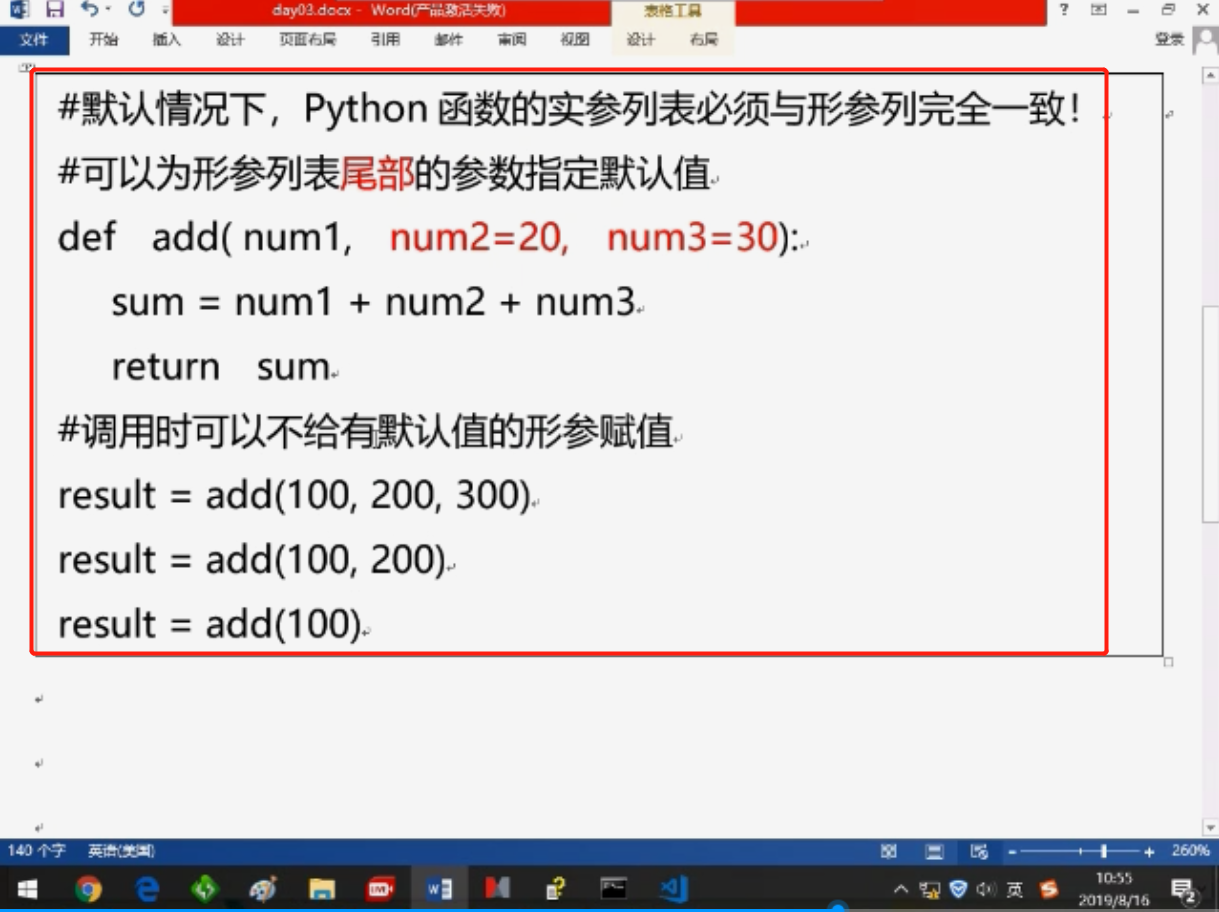 day03.docx - Word(产品激活失败)
表格工具
文件 开始 插入 设计 页面布局 引用 邮件 审阅 视图 设计 布局 登录
#默认情况下，Python 函数的实参列表必须与形参列完全一致！
#可以为形参列表尾部的参数指定默认值
def add( num1, num2=20, num3=30):
sum = num1 + num2 + num3
return sum
#调用时可以不给有默认值的形参赋值
result = add(100, 200, 300)
result = add(100, 200)
result = add(100)
140 个字 英语(美国) 260%
英 10:55
2019/8/16 2